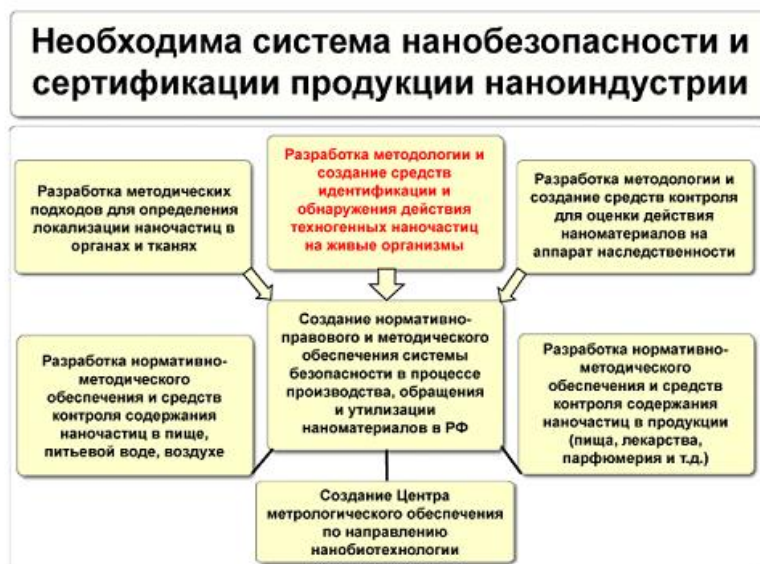 Необходима система нанобезопасности и
сертификации продукции наноиндустрии
Разработка методических
подходов для определения
локализации наночастиц в
органах и тканях
Разработка методологии и
создание средств
идентификации и
обнаружения действия
техногенных наночастиц
на живые организмы
Разработка методологии и
создание средств контроля
для оценки действия
наноматериалов на
аппарат наследственности
Разработка нормативно-
методического
обеспечения и средств
контроля содержания
наночастиц в пище,
питьевой воде, воздухе
Создание нормативно-
правового и методического
обеспечения системы
безопасности в процессе
производства, обращения
и утилизации
наноматериалов в РФ
Разработка нормативно-
методического
обеспечения и средств
контроля содержания
наночастиц в продукции
(пища, лекарства,
парфюмерия и т.д.)
Создание Центра
метрологического обеспечения
по направлению
нанобиотехнологии